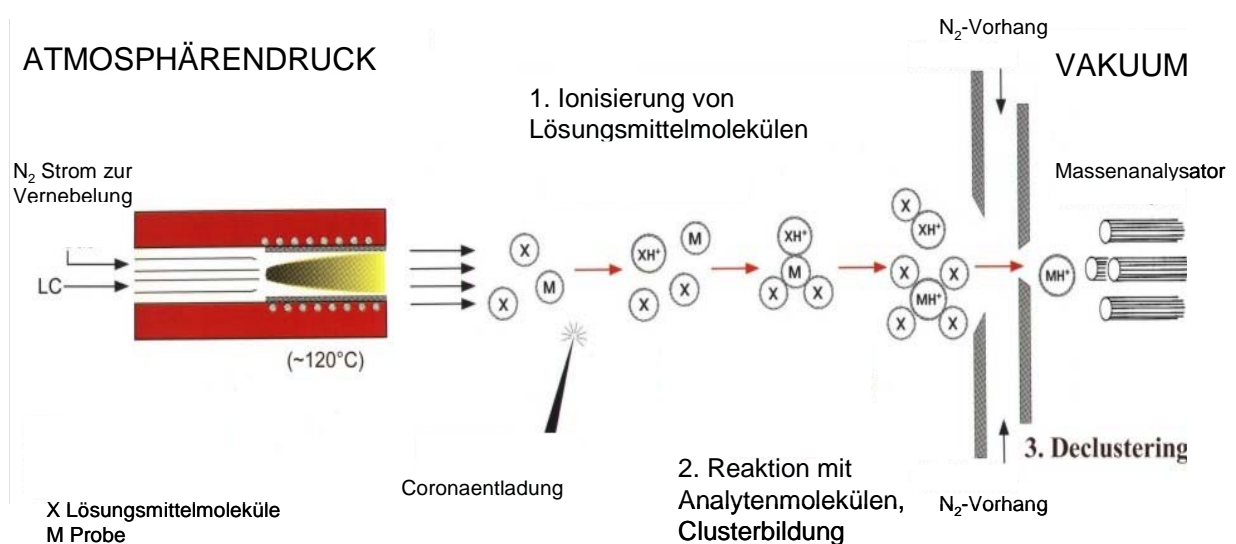 N₂-Vorhang
ATMOSPHÄRENDRUCK
VAKUUM
1. Ionisierung von
Lösungsmittelmolekülen
N₂ Strom zur
Vernebelung
Massenanalysator
LC
(~120°C)
X
M
X
XH⁺
M
X
X
XH⁺
M
X
X
X
XH⁺
X
X
MH⁺
X
X
MH⁺
3. Declustering
Coronaentladung
2. Reaktion mit
Analytenmolekülen,
Clusterbildung
N₂-Vorhang
X Lösungsmittelmoleküle
M Probe